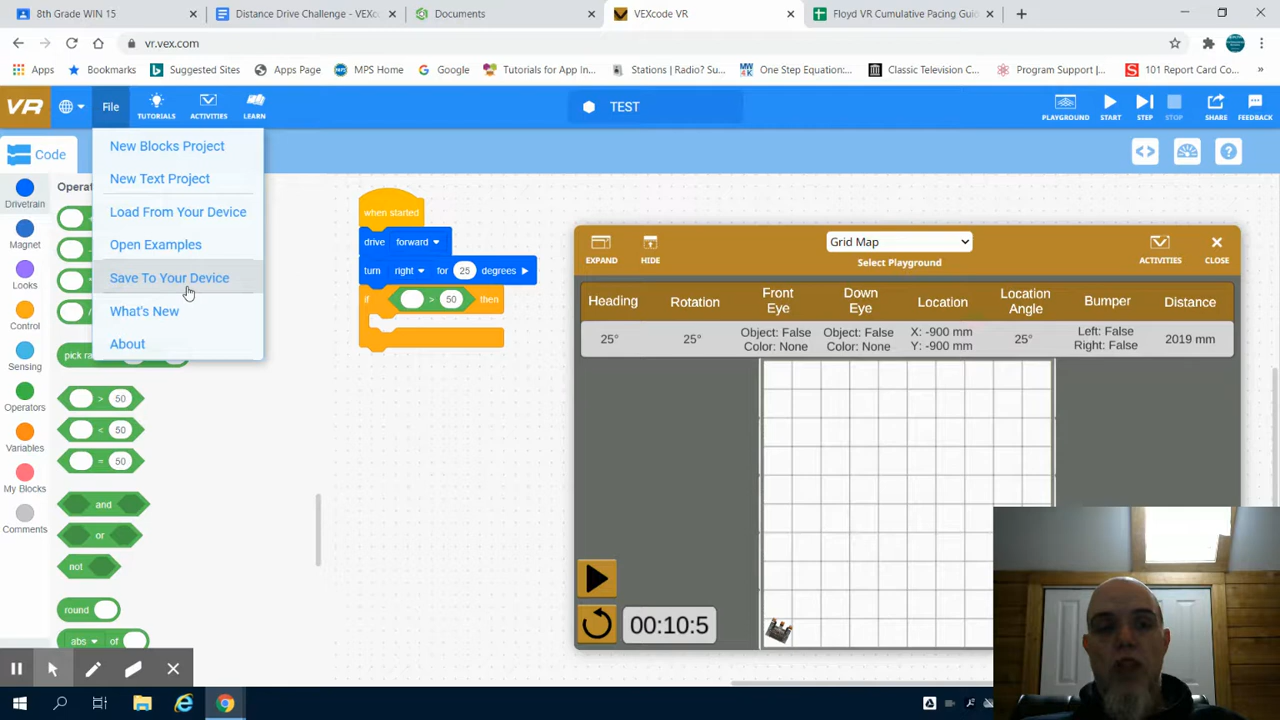 8th Grade WIN 15
Distance Drive Challenge - VEXco
Documents
VEXcode VR
Floyd VR Cumulative Pacing Guid
vr.vex.com
Apps
Bookmarks
Suggested Sites
Apps Page
MPS Home
Google
Tutorials for App In...
Stations | Radio? Su...
One Step Equation:...
Classic Television C...
Program Support |...
101 Report Card Co...
VR
File
TUTORIALS
ACTIVITIES
LEARN
TEST
PLAYGROUND
START
STEP
STOP
SHARE
FEEDBACK
New Blocks Project
New Text Project
Load From Your Device
Open Examples
Save To Your Device
What's New
About
Code
Drivetrain
Magnet
Looks
Control
Sensing
Operators
Variables
My Blocks
Comments
Operat
pick ra
> 50
< 50
= 50
and
or
not
round
abs of
when started
drive forward
turn right for 25 degrees
if > 50 then
EXPAND
HIDE
Grid Map
Select Playground
ACTIVITIES
CLOSE
Heading Rotation Front Eye Down Eye Location Location Angle Bumper Distance
25° 25° Object: False Color: None Object: False Color: None X: -900 mm Y: -900 mm 25° Left: False Right: False 2019 mm
00:10:5